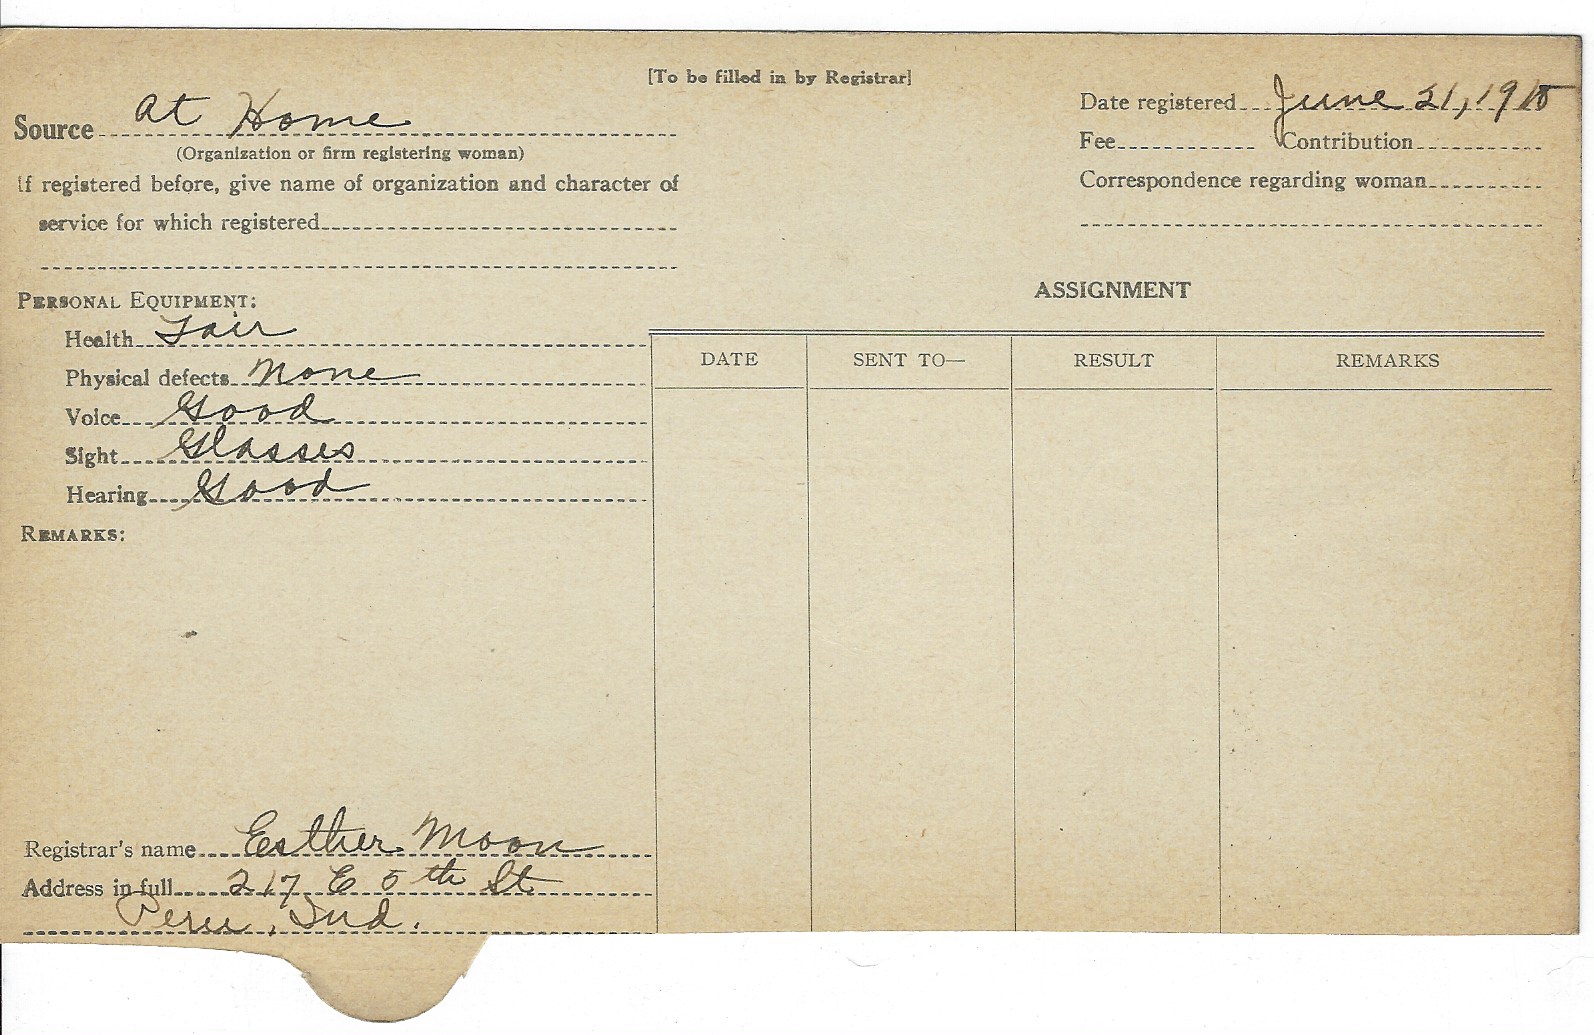 [To be filled in by Registrar]
Source at Home
(Organization or firm registering woman)
If registered before, give name of organization and character of
service for which registered
Date registered June 21, 1918
Fee Contribution
Correspondence regarding woman
PERSONAL EQUIPMENT:
Health Fair
Physical defects None
Voice Good
Sight Glasses
Hearing Good
REMARKS:
Registrar's name Esther Moon
Address in full 217 E 5th St
Peru, Ind.
ASSIGNMENT
DATE SENT TO— RESULT REMARKS